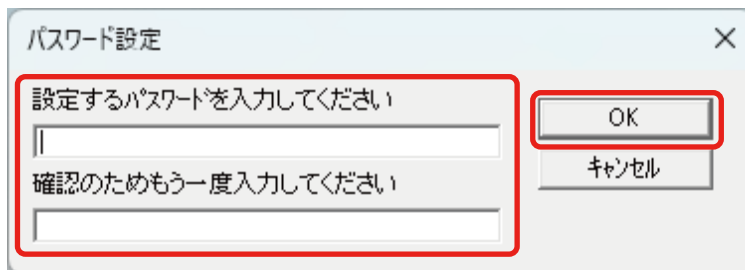 パスワード設定
設定するパスワードを入力してください
OK
キャンセル
確認のためもう一度入力してください